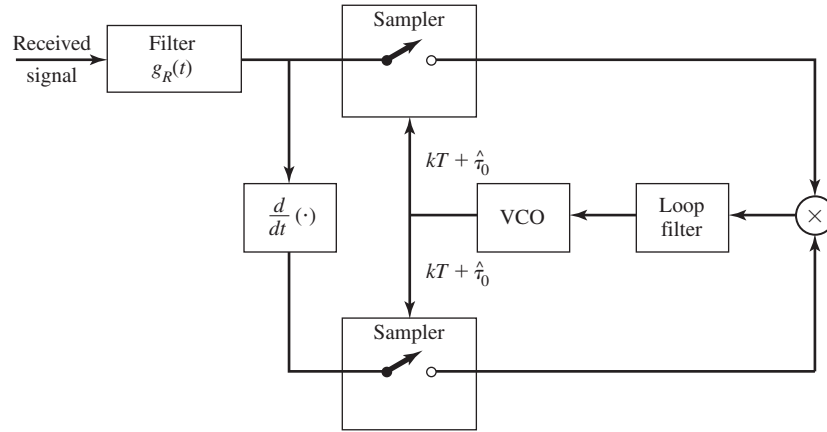 Sampler
Received
signal
Filter
g_R(t)
kT + τ̂_0
d
dt (·)
VCO
Loop
filter
×
kT + τ̂_0
Sampler